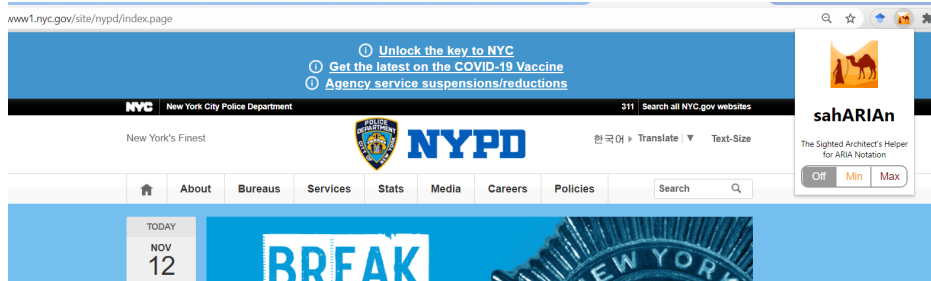 www1.nyc.gov/site/nypd/index.page
Unlock the key to NYC
Get the latest on the COVID-19 Vaccine
Agency service suspensions/reductions
NYC New York City Police Department 311 Search all NYC.gov websites
New York's Finest
POLICE
DEPARTMENT
CITY OF NEW YORK
NYPD
한국어 Translate ▼ Text-Size
About Bureaus Services Stats Media Careers Policies Search
TODAY
NOV
12
BREAK
NEW YORK
sahARIAn
The Sighted Architect's Helper
for ARIA Notation
Off Min Max